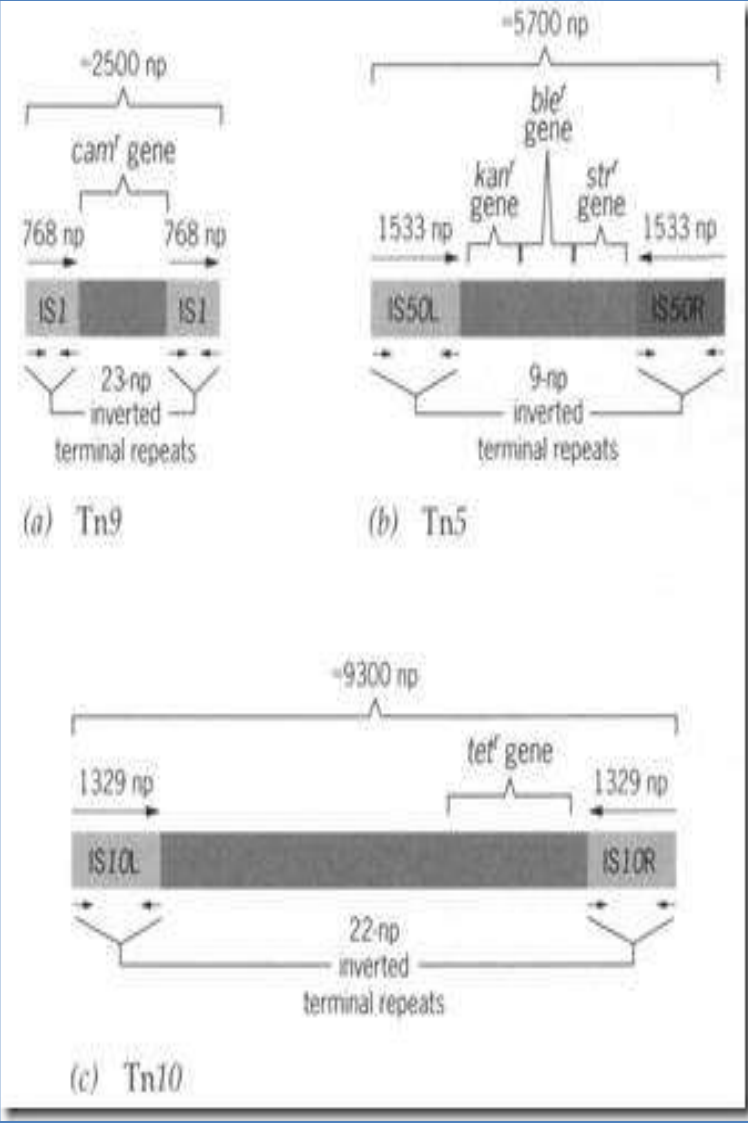 ≈2500 np
camʳ gene
768 np 768 np
IS1 IS1
23-np
inverted
terminal repeats
(a) Tn9
≈5700 np
bleʳ
gene
kanʳ
gene
strʳ
gene
1533 np 1533 np
IS50L IS50R
9-np
inverted
terminal repeats
(b) Tn5
≈9300 np
tetʳ gene
1329 np 1329 np
IS10L IS10R
22-np
inverted
terminal repeats
(c) Tn10